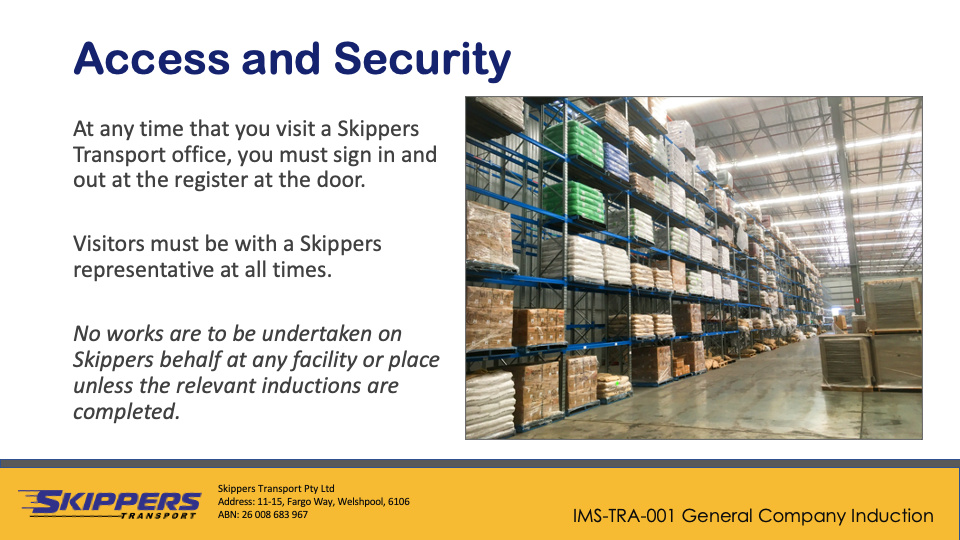 Access and Security
At any time that you visit a Skippers
Transport office, you must sign in and
out at the register at the door.
Visitors must be with a Skippers
representative at all times.
No works are to be undertaken on
Skippers behalf at any facility or place
unless the relevant inductions are
completed.
SKIPPERS
TRANSPORT
Skippers Transport Pty Ltd
Address: 11-15, Fargo Way, Welshpool, 6106
ABN: 26 008 683 967
IMS-TRA-001 General Company Induction